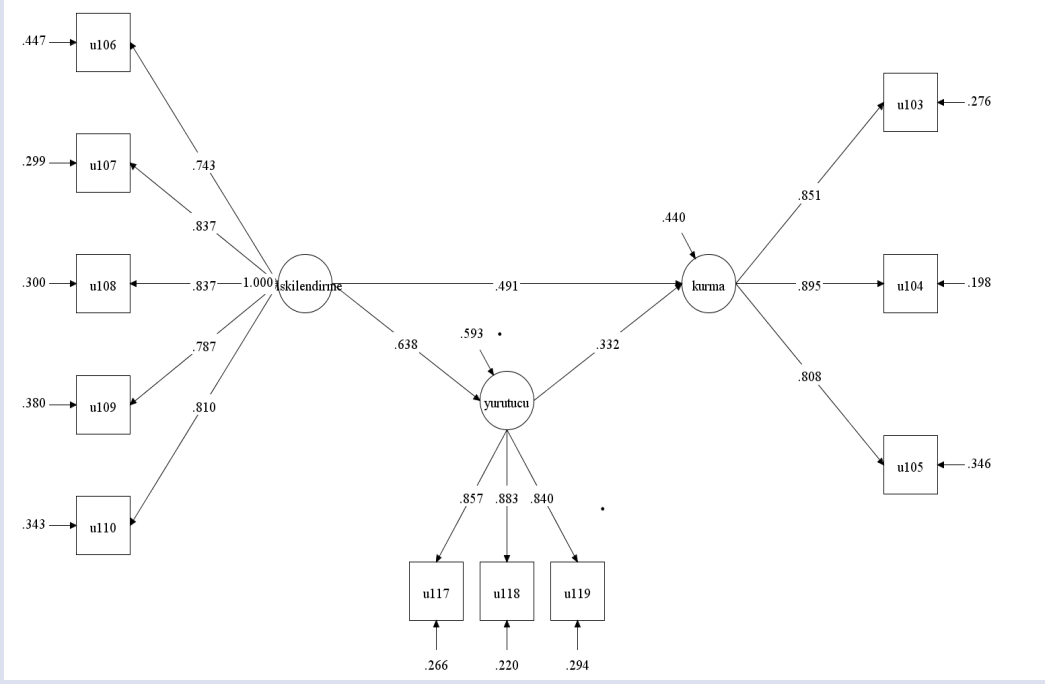 .447
u106
.743
.299
u107
.837
.300
u108
.837
1.000
iskilendirme
.787
.380
u109
.810
.343
u110
.491
.638
.593
yurutucu
.332
.440
kurma
.851
u103
.276
.895
u104
.198
.808
u105
.346
.857
.883
.840
u117
u118
u119
.266
.220
.294